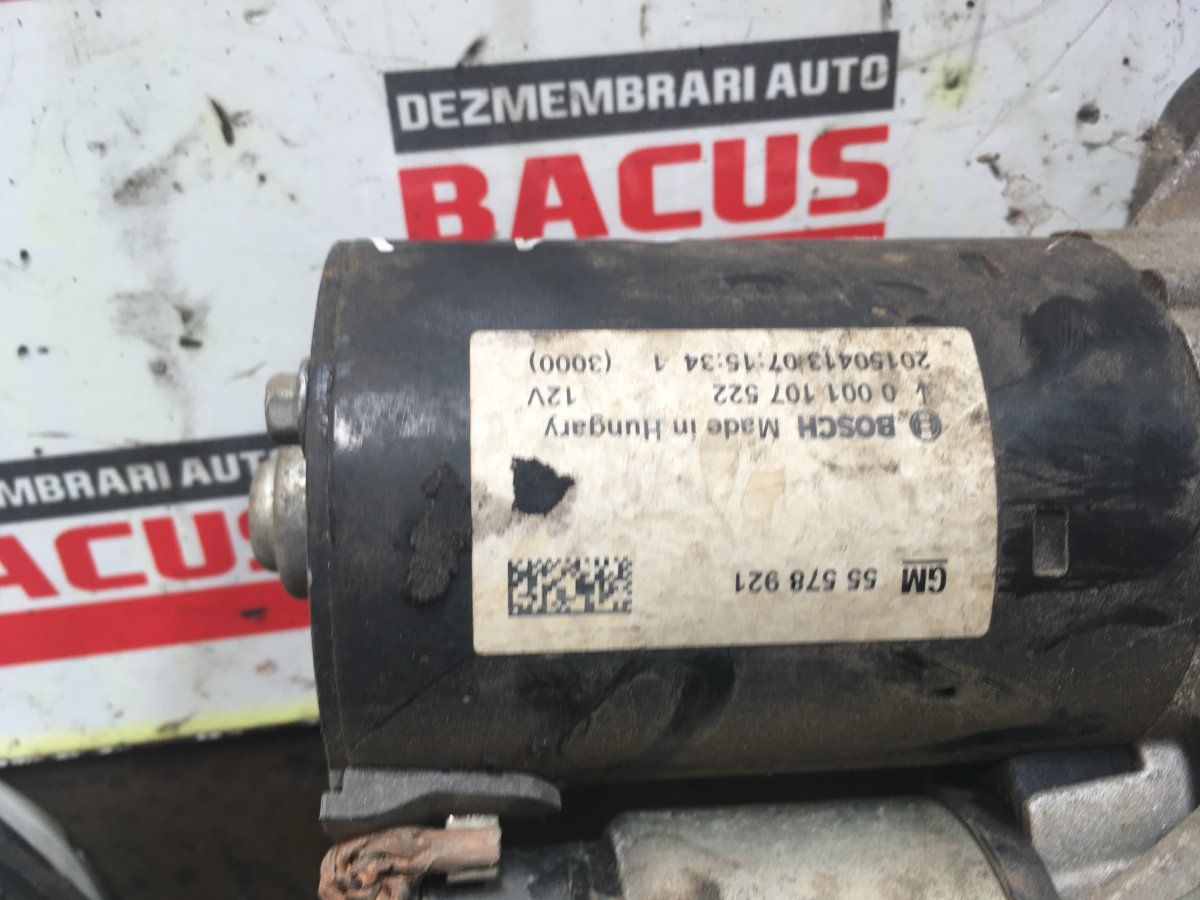 DEZMEMBRARI AUTO
BACUS
MBRARI AUT
ACUS
GM 55 578 921
BOSCH Made in Hungary
0 001 107 522 12V
20150413/07:15:34 1 (3000)